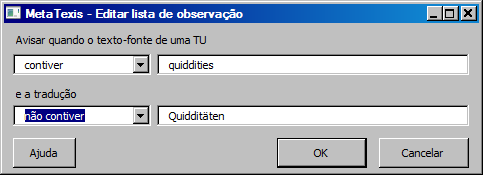 MetaTexis - Editar lista de observação
Avisar quando o texto-fonte de uma TU
contiver quiddities
e a tradução
não contiver Quidditäten
Ajuda OK Cancelar